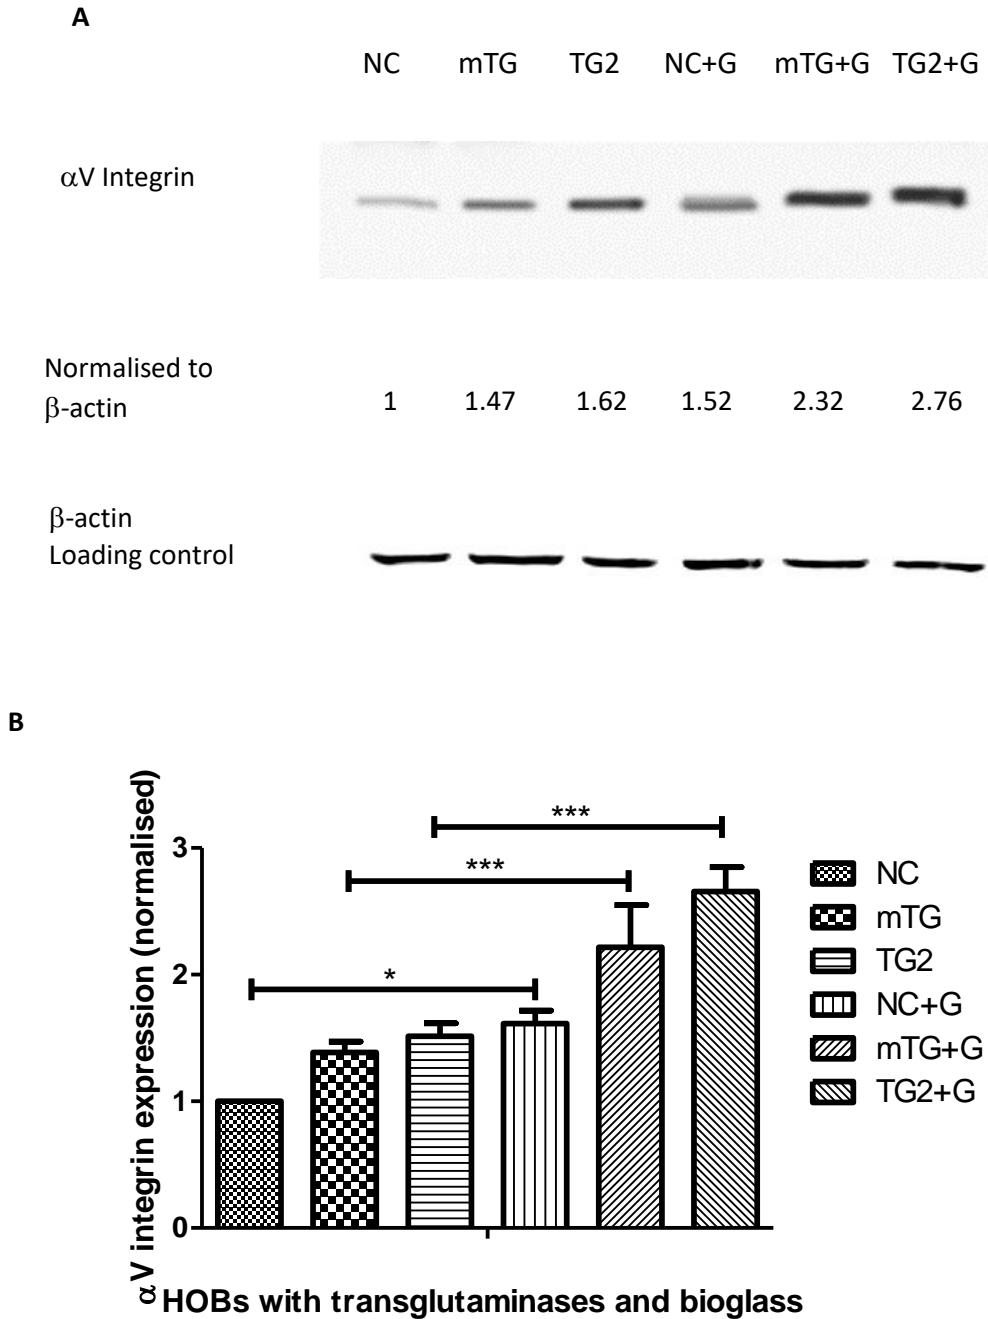 A
NC mTG TG2 NC+G mTG+G TG2+G
αV Integrin
Normalised to
β-actin
1 1.47 1.62 1.52 2.32 2.76
β-actin
Loading control
B
αV integrin expression (normalised)
3
2
1
0
*
***
***
NC
mTG
TG2
NC+G
mTG+G
TG2+G
HOBs with transglutaminases and bioglass